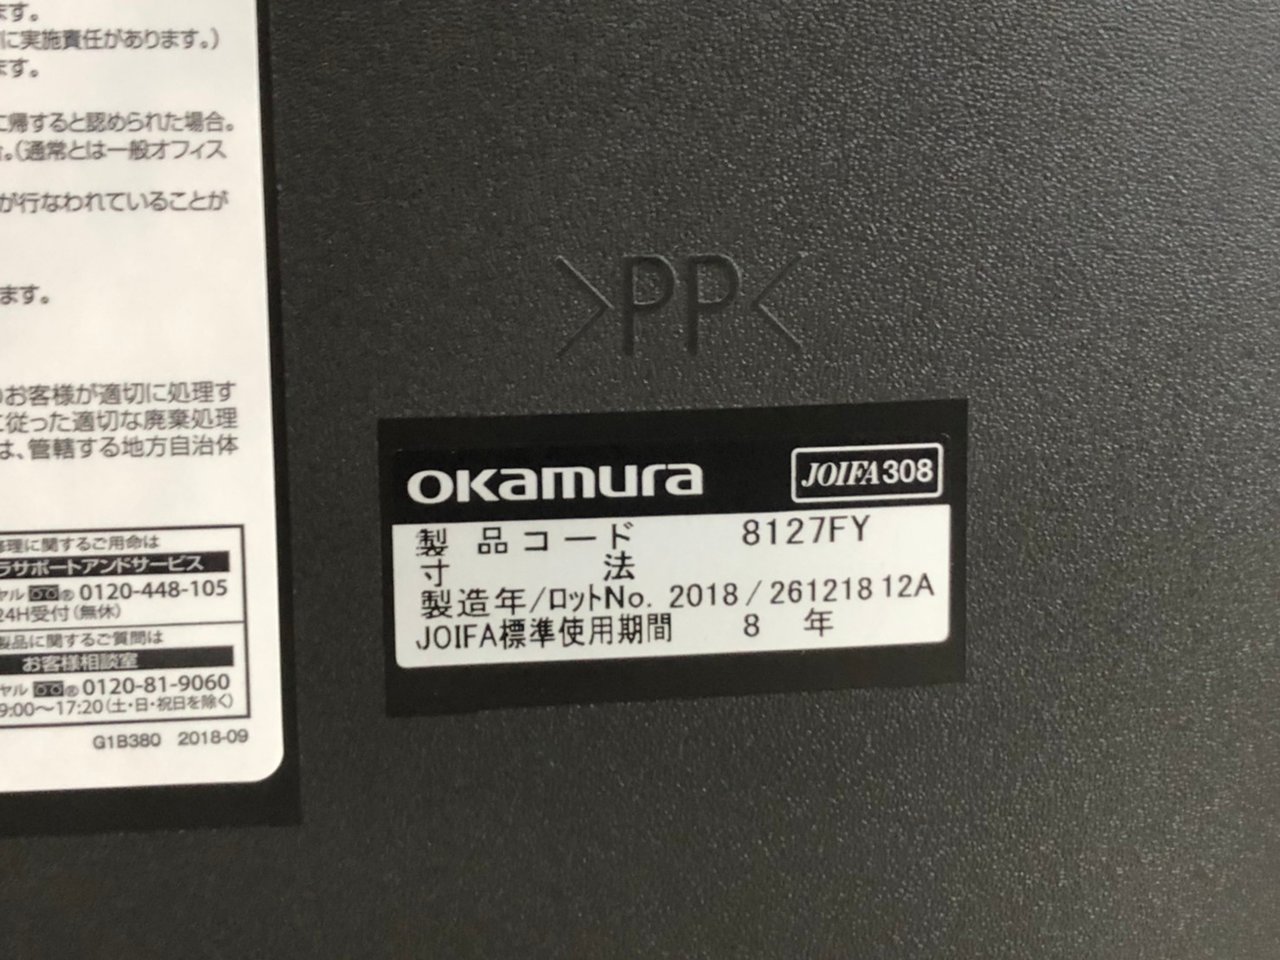 ます。
に実施責任があります。）
ます。
に帰すると認められた場合。
。（通常とは一般オフィス
が行なわれていることが
ます。
のお客様が適切に処理す
に従った適切な廃棄処理
は、管轄する地方自治体
修理に関するご用命は
ラサポートアンドサービス
ヤル 0120-448-105
24H受付（無休）
製品に関するご質問は
お客様相談室
ヤル 0120-81-9060
9:00〜17:20（土・日・祝日を除く）
G1B380 2018-09
>PP<
okamura JOIFA308
製品コード 8127FY
寸法
製造年/ロットNo. 2018/261218 12A
JOIFA標準使用期間 8 年